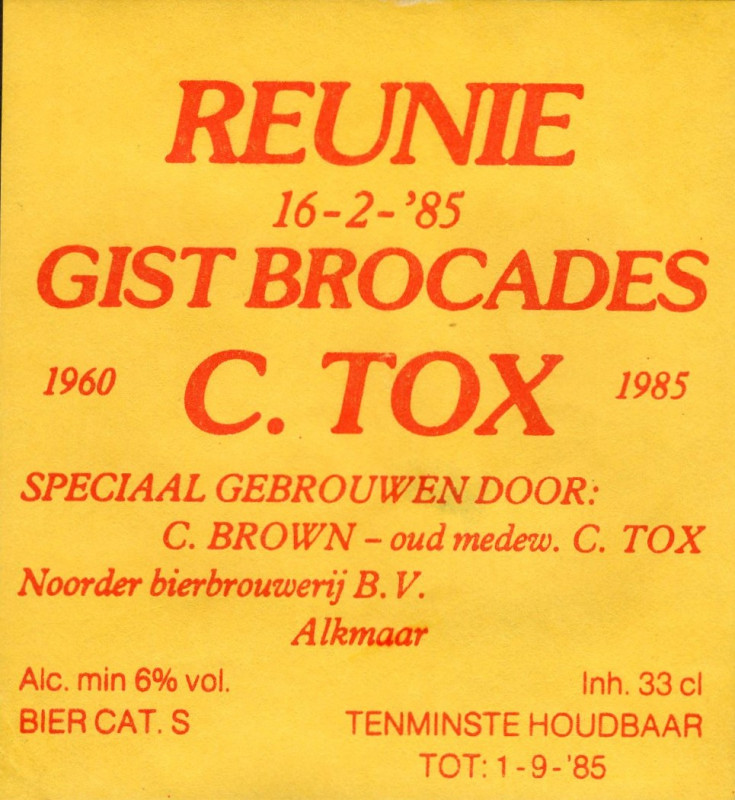 REUNIE
16-2-'85
GIST BROCADES
1960 C. TOX 1985
SPECIAAL GEBROUWEN DOOR:
C. BROWN – oud medew. C. TOX
Noorder bierbrouwerij B.V.
Alkmaar
Alc. min 6% vol. Inh. 33 cl
BIER CAT. S TENMINSTE HOUDBAAR
TOT: 1-9-'85